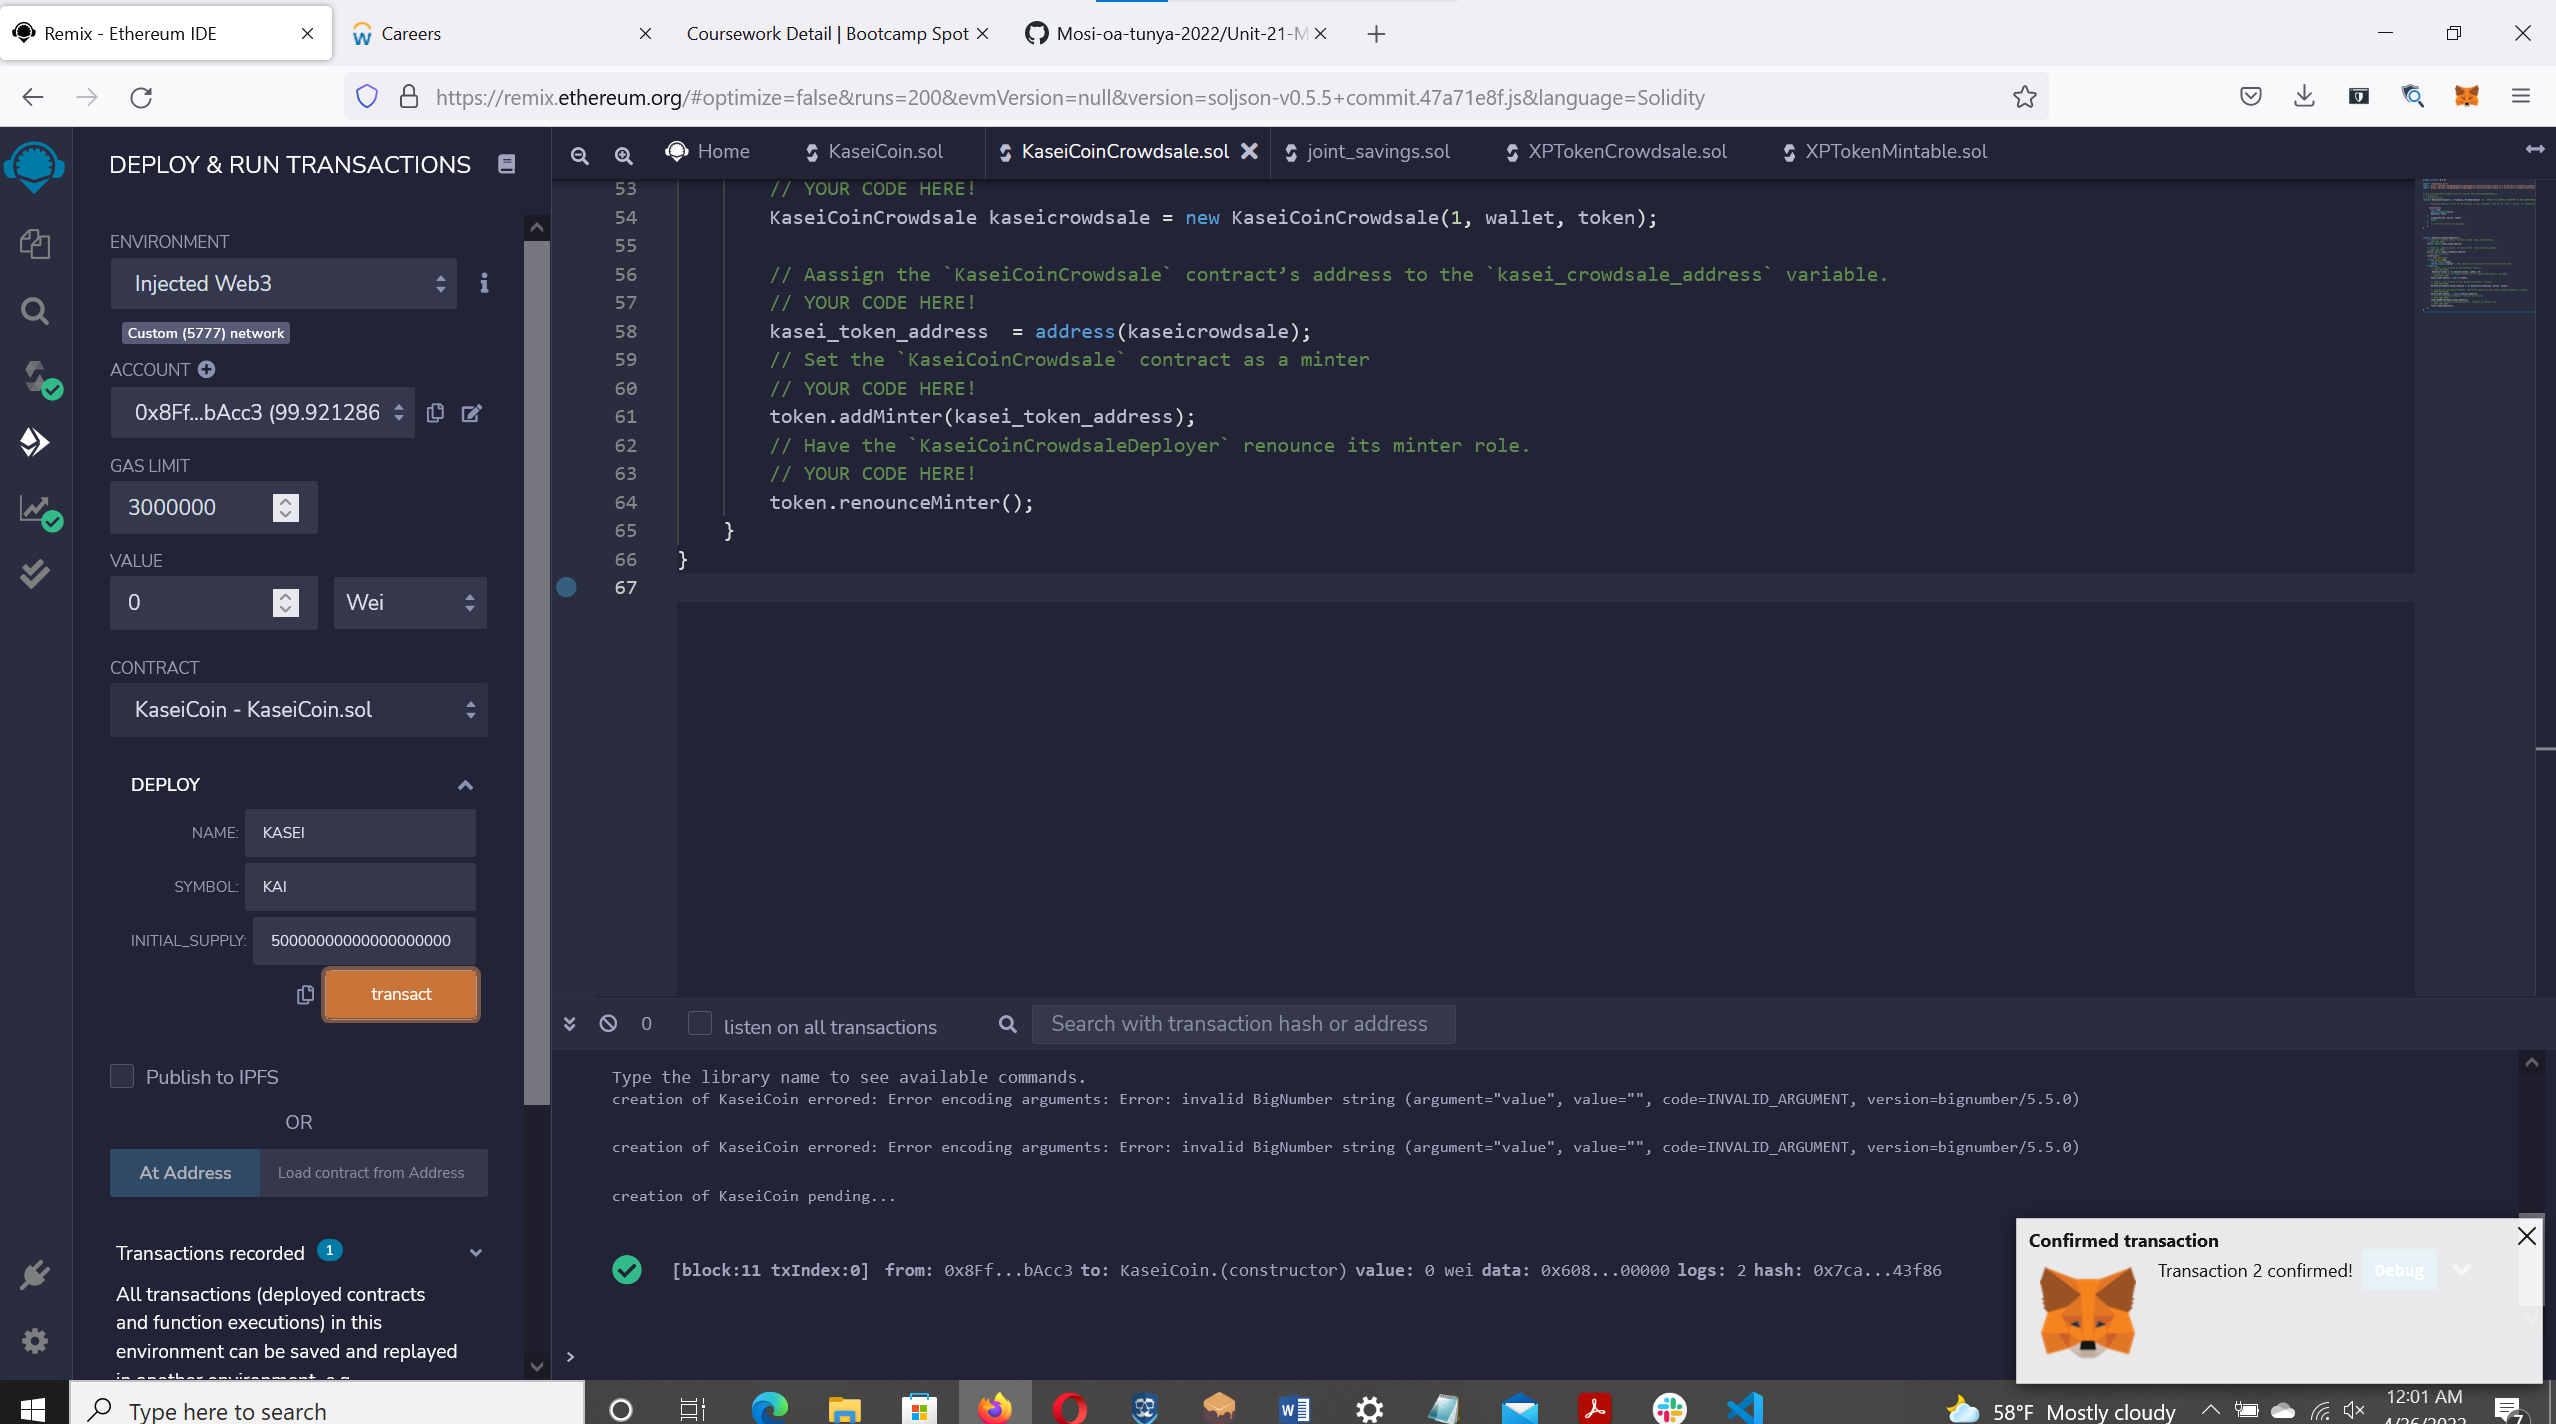 Remix - Ethereum IDE
Careers
Coursework Detail | Bootcamp Spot
Mosi-oa-tunya-2022/Unit-21-M
https://remix.ethereum.org/#optimize=false&runs=200&evmVersion=null&version=soljson-v0.5.5+commit.47a71e8f.js&language=Solidity
DEPLOY & RUN TRANSACTIONS
ENVIRONMENT
Injected Web3
Custom (5777) network
ACCOUNT
0x8Ff...bAcc3 (99.921286
GAS LIMIT
3000000
VALUE
0
Wei
CONTRACT
KaseiCoin - KaseiCoin.sol
DEPLOY
NAME: KASEI
SYMBOL: KAI
INITIAL_SUPPLY: 50000000000000000000
transact
Publish to IPFS
OR
At Address
Load contract from Address
Transactions recorded 1
All transactions (deployed contracts
and function executions) in this
environment can be saved and replayed
in another environment. e.g
Home
KaseiCoin.sol
KaseiCoinCrowdsale.sol
joint_savings.sol
XPTokenCrowdsale.sol
XPTokenMintable.sol
53 // YOUR CODE HERE!
54 KaseiCoinCrowdsale kaseicrowdsale = new KaseiCoinCrowdsale(1, wallet, token);
55
56 // Aassign the `KaseiCoinCrowdsale` contract’s address to the `kasei_crowdsale_address` variable.
57 // YOUR CODE HERE!
58 kasei_token_address  = address(kaseicrowdsale);
59 // Set the `KaseiCoinCrowdsale` contract as a minter
60 // YOUR CODE HERE!
61 token.addMinter(kasei_token_address);
62 // Have the `KaseiCoinCrowdsaleDeployer` renounce its minter role.
63 // YOUR CODE HERE!
64 token.renounceMinter();
65 }
66 }
67
0
listen on all transactions
Search with transaction hash or address
Type the library name to see available commands.
creation of KaseiCoin errored: Error encoding arguments: Error: invalid BigNumber string (argument="value", value="", code=INVALID_ARGUMENT, version=bignumber/5.5.0)
creation of KaseiCoin errored: Error encoding arguments: Error: invalid BigNumber string (argument="value", value="", code=INVALID_ARGUMENT, version=bignumber/5.5.0)
creation of KaseiCoin pending...
[block:11 txIndex:0] from: 0x8Ff...bAcc3 to: KaseiCoin.(constructor) value: 0 wei data: 0x608...00000 logs: 2 hash: 0x7ca...43f86
>
Confirmed transaction
Transaction 2 confirmed!
Debug
Type here to search
58°F Mostly cloudy
12:01 AM
4/26/2022
7